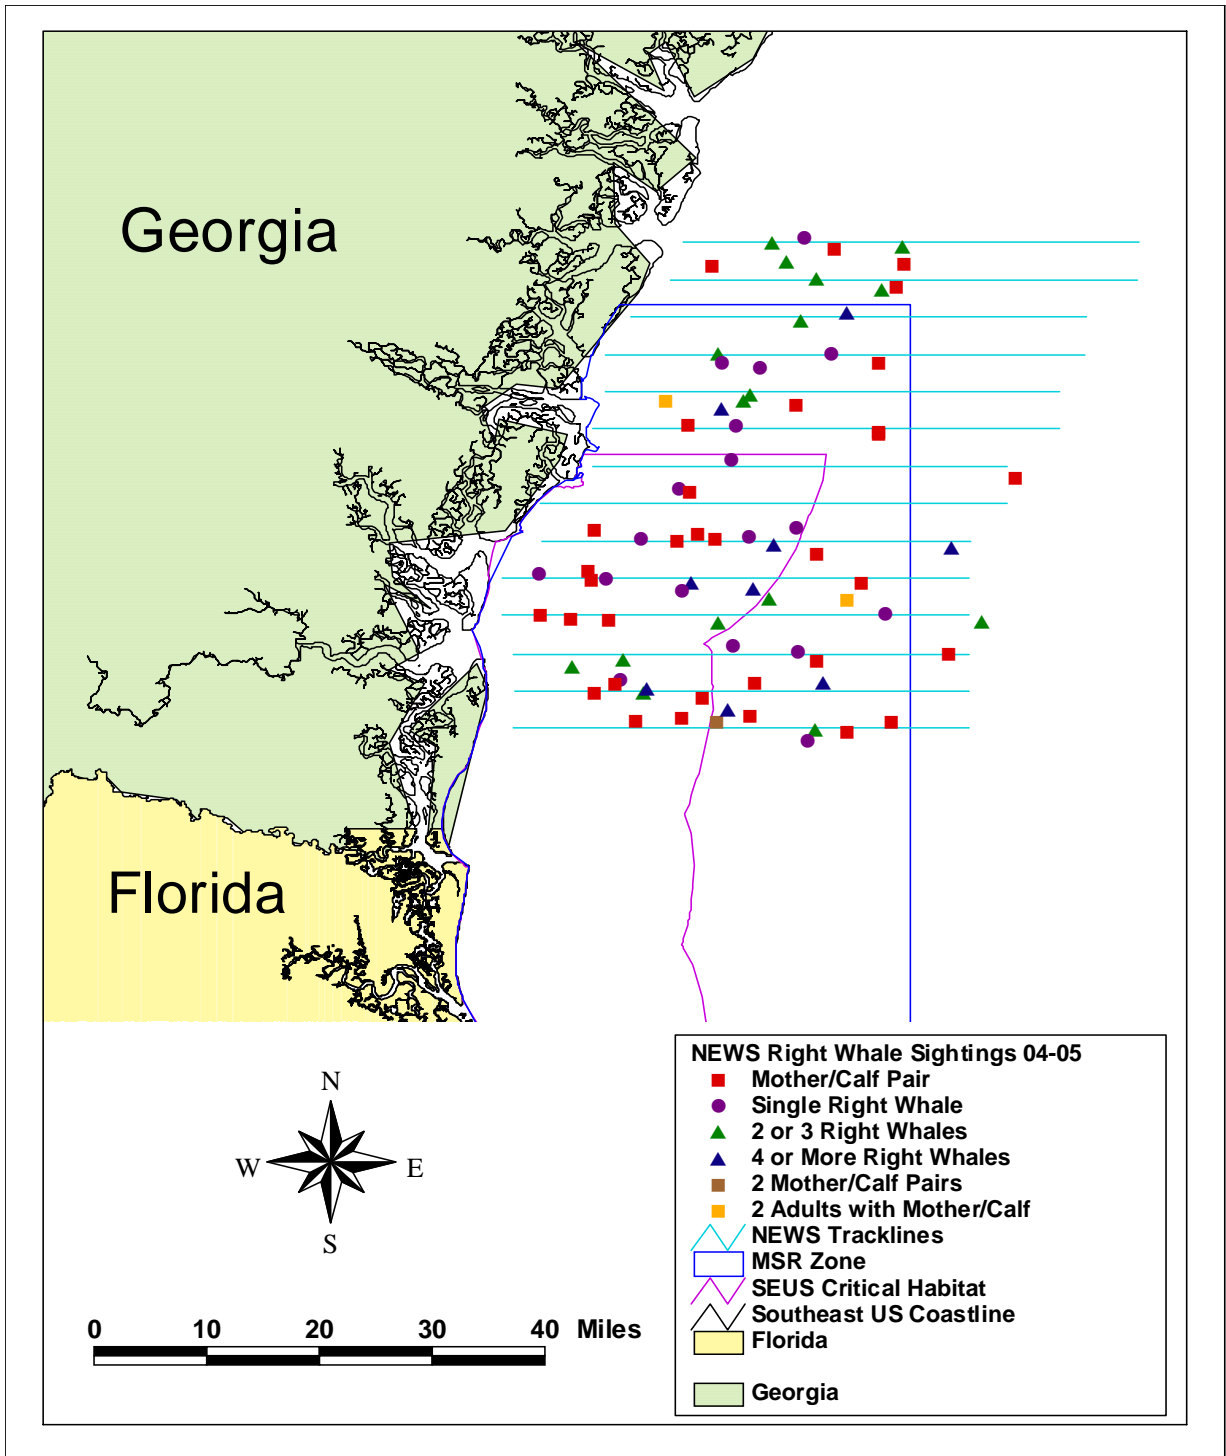 Georgia
Florida
NEWS Right Whale Sightings 04-05
Mother/Calf Pair
Single Right Whale
2 or 3 Right Whales
4 or More Right Whales
2 Mother/Calf Pairs
2 Adults with Mother/Calf
NEWS Tracklines
MSR Zone
SEUS Critical Habitat
Southeast US Coastline
Florida
Georgia
N
W E
S
0 10 20 30 40 Miles